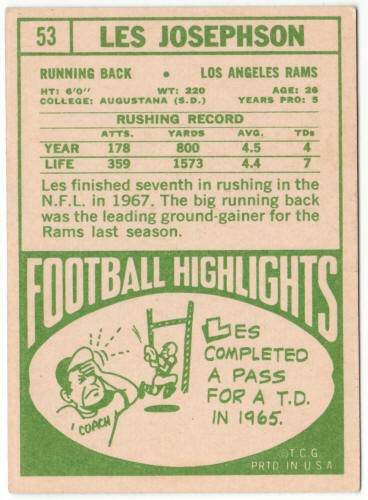 53 LES JOSEPHSON
RUNNING BACK • LOS ANGELES RAMS
HT: 6'0" WT: 220 AGE: 26
COLLEGE: AUGUSTANA (S.D.) YEARS PRO: 5
RUSHING RECORD
ATTS. YARDS AVG. TDs
YEAR 178 800 4.5 4
LIFE 359 1573 4.4 7
Les finished seventh in rushing in the
N.F.L. in 1967. The big running back
was the leading ground-gainer for the
Rams last season.
FOOTBALL HIGHLIGHTS
LES
COMPLETED
A PASS
FOR A T.D.
IN 1965.
COACH
©T.C.G.
PRTD IN U.S.A